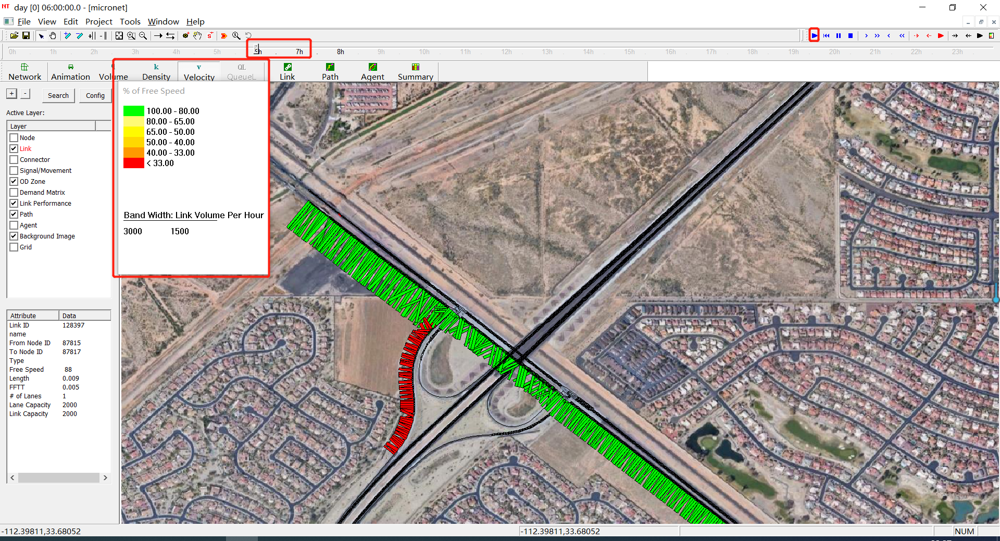 NT day [0] 06:00:00.0 - [micronet]
File View Edit Project Tools Window Help
0h 1h 2h 3h 4h 5h 7h 8h 9h 10h 11h 12h 13h 14h 15h 16h 17h 18h 19h 20h 21h 22h 23h
k v QL
Network Animation Volume Density Velocity QueueL Link Path Agent Summary
+ - Search Config
Active Layer:
Layer
Node
Link
Connector
Signal/Movement
OD Zone
Demand Matrix
Link Performance
Path
Agent
Background Image
Grid
% of Free Speed
100.00 - 80.00
80.00 - 65.00
65.00 - 50.00
50.00 - 40.00
40.00 - 33.00
< 33.00
Band Width: Link Volume Per Hour
3000 1500
Attribute Data
Link ID 128397
name
From Node ID 87815
To Node ID 87817
Type
Free Speed 88
Length 0.009
FFTT 0.005
# of Lanes 1
Lane Capacity 2000
Link Capacity 2000
-112.39811,33.68052 -112.39811,33.68052 NUM